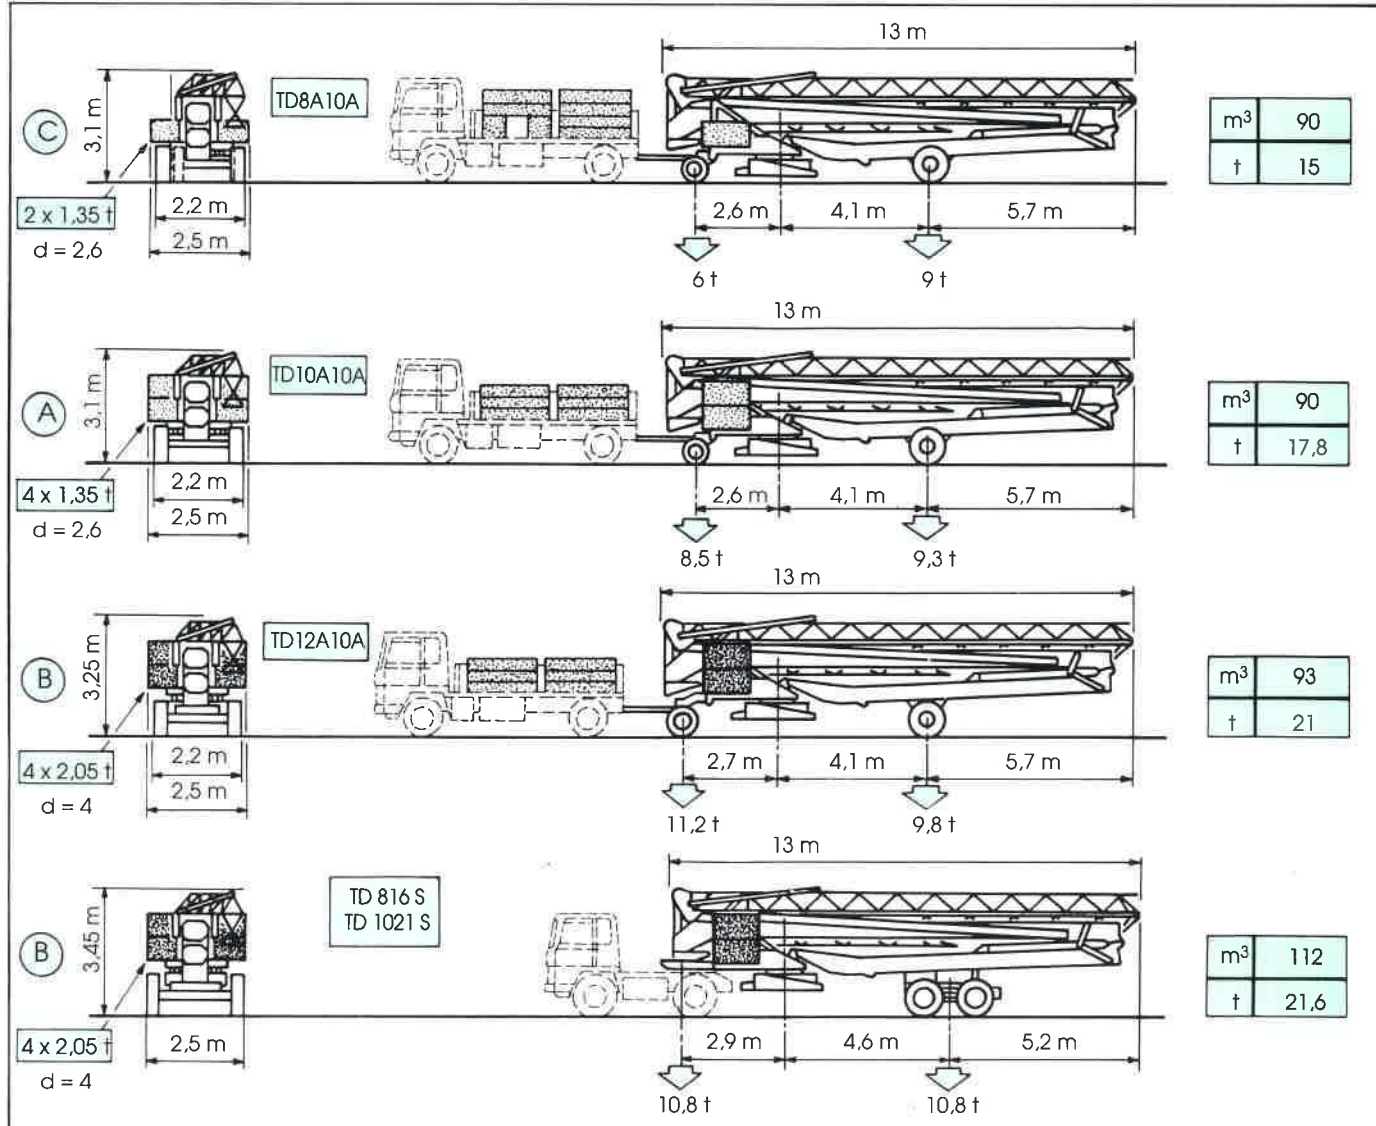 13 m
C
3,1 m
TD8A10A
m³ 90
t 15
2 x 1,35 t
d = 2,6
2,2 m
2,5 m
2,6 m 4,1 m 5,7 m
6 t 9 t
13 m
A
3,1 m
TD10A10A
m³ 90
t 17,8
4 x 1,35 t
d = 2,6
2,2 m
2,5 m
2,6 m 4,1 m 5,7 m
8,5 t 9,3 t
13 m
B
3,25 m
TD12A10A
m³ 93
t 21
4 x 2,05 t
d = 4
2,2 m
2,5 m
2,7 m 4,1 m 5,7 m
11,2 t 9,8 t
13 m
B
3,45 m
TD 816 S
TD 1021 S
m³ 112
t 21,6
4 x 2,05 t
d = 4
2,5 m
2,9 m 4,6 m 5,2 m
10,8 t 10,8 t